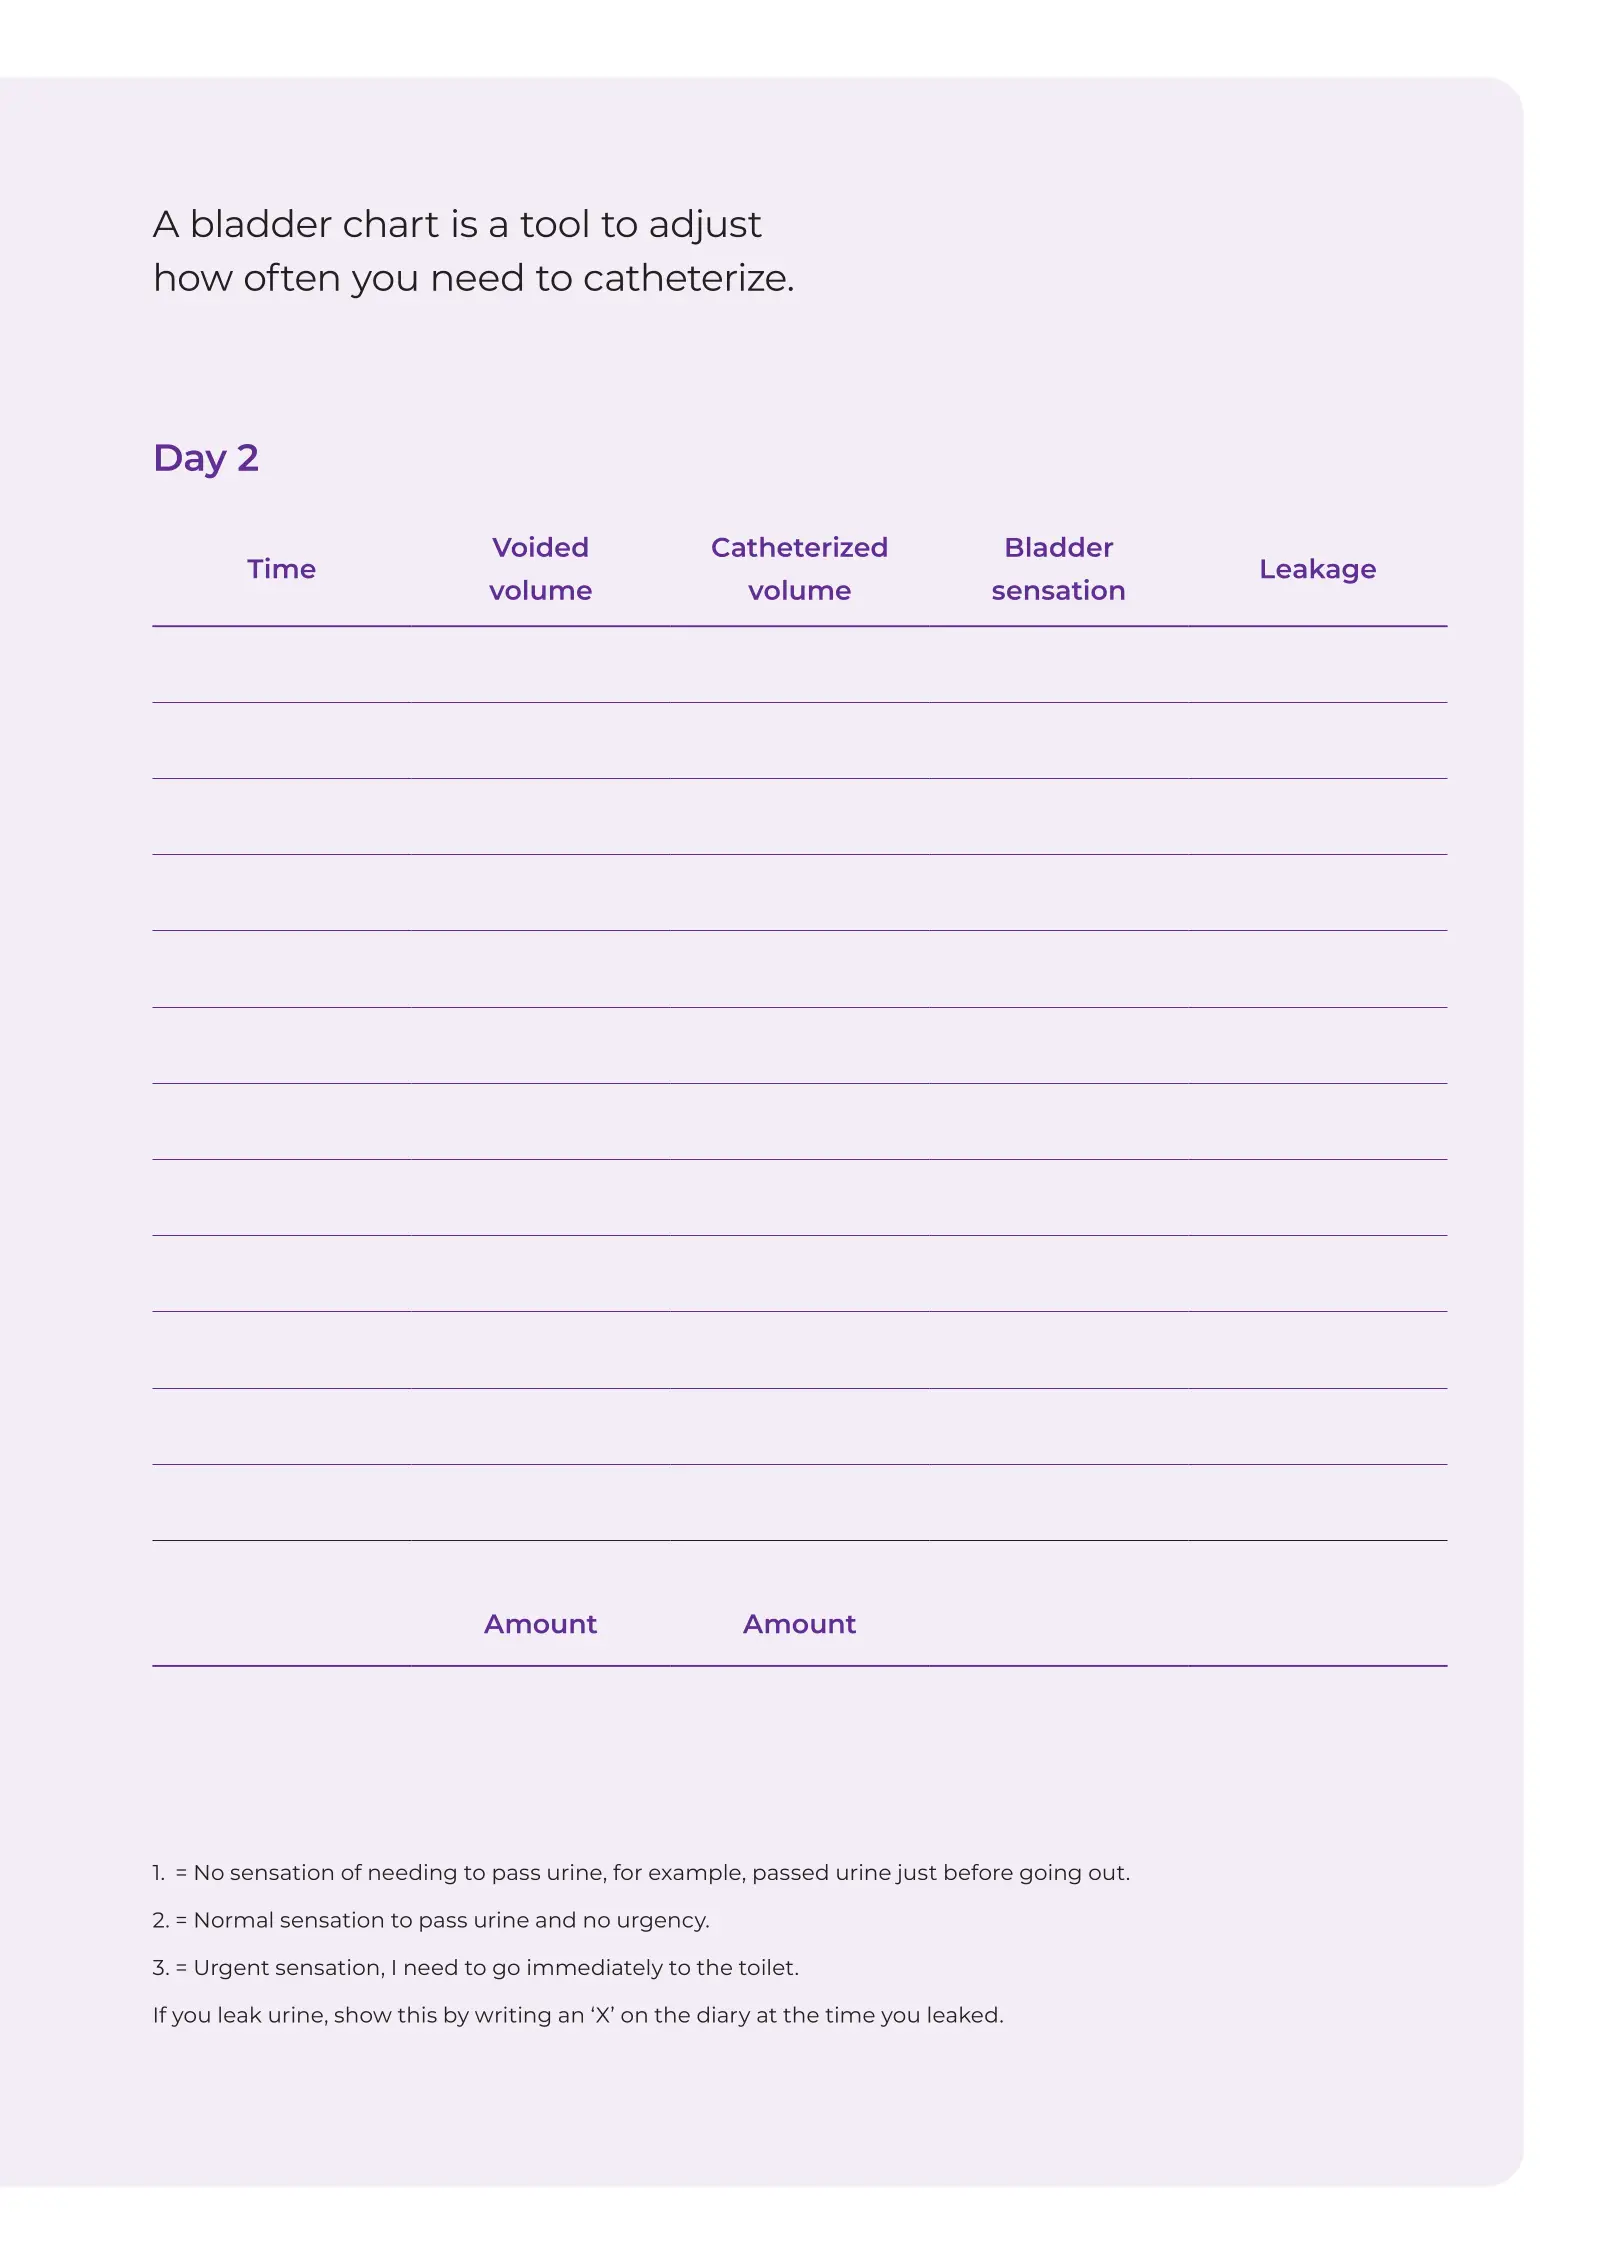 A bladder chart is a tool to adjust
how often you need to catheterize.
Day 2
Time
Voided
volume
Catheterized
volume
Bladder
sensation
Leakage
Amount
Amount
1. = No sensation of needing to pass urine, for example, passed urine just before going out.
2. = Normal sensation to pass urine and no urgency.
3. = Urgent sensation, I need to go immediately to the toilet.
If you leak urine, show this by writing an ‘X’ on the diary at the time you leaked.